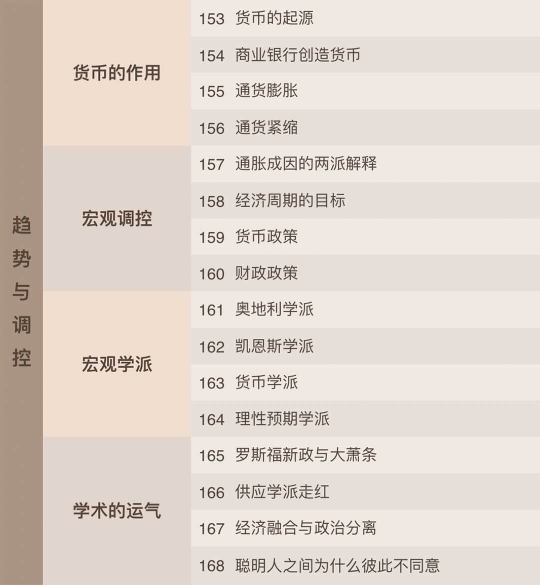 趋势与调控
货币的作用
153 货币的起源
154 商业银行创造货币
155 通货膨胀
156 通货紧缩
宏观调控
157 通胀成因的两派解释
158 经济周期的目标
159 货币政策
160 财政政策
宏观学派
161 奥地利学派
162 凯恩斯学派
163 货币学派
164 理性预期学派
学术的运气
165 罗斯福新政与大萧条
166 供应学派走红
167 经济融合与政治分离
168 聪明人之间为什么彼此不同意